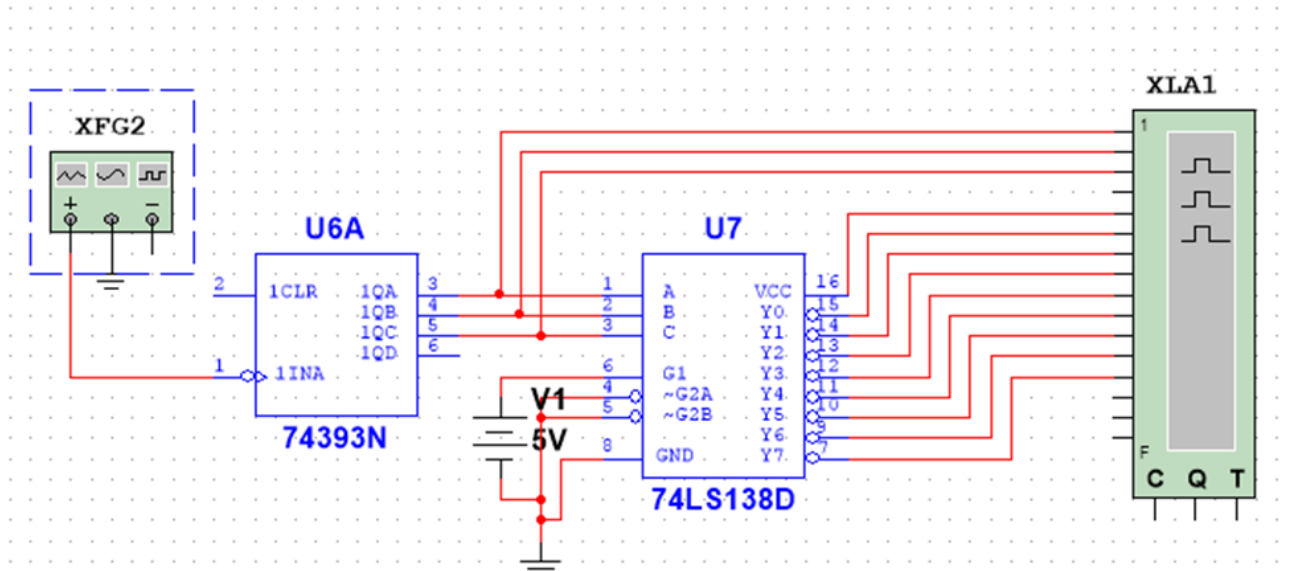 XLA1
1
XFG2
+ −
U6A
U7
2 1CLR 1QA 3
1QB 4
1QC 5
1QD 6
1 1INA
74393N
1 A VCC 16
2 B Y0 15
3 C Y1 14
Y2 13
6 G1 Y3 12
4 ~G2A Y4 11
5 ~G2B Y5 10
Y6 9
8 GND Y7 7
V1
5V
74LS138D
F
C Q T